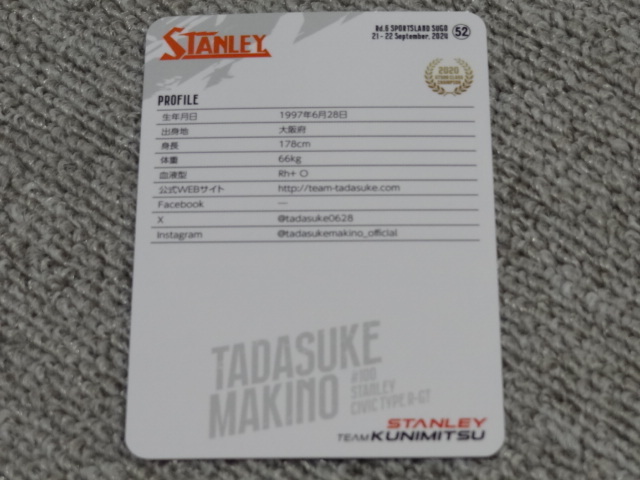 STANLEY
Rd.6 SPORTSLAND SUGO
21-22 September. 2024
52
2020
CHAMPIONS
PROFILE
生年月日 1997年6月28日
出身地 大阪府
身長 178cm
体重 66kg
血液型 Rh+ O
公式WEBサイト http://team-tadasuke.com
Facebook —
X @tadasuke0628
Instagram @tadasukemakino_official
TADASUKE
MAKINO
#100
STANLEY
CIVIC TYPE R-GT
STANLEY
TEAM KUNIMITSU